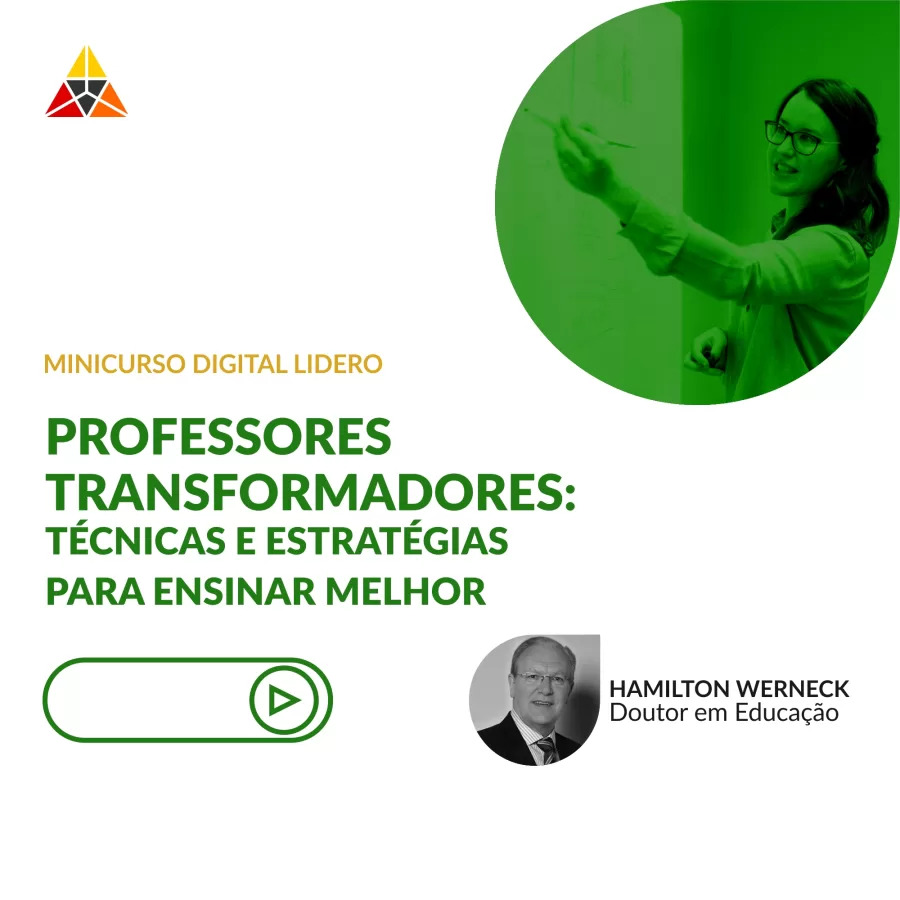 MINICURSO DIGITAL LIDERO
PROFESSORES
TRANSFORMADORES:
TÉCNICAS E ESTRATÉGIAS
PARA ENSINAR MELHOR
HAMILTON WERNECK
Doutor em Educação